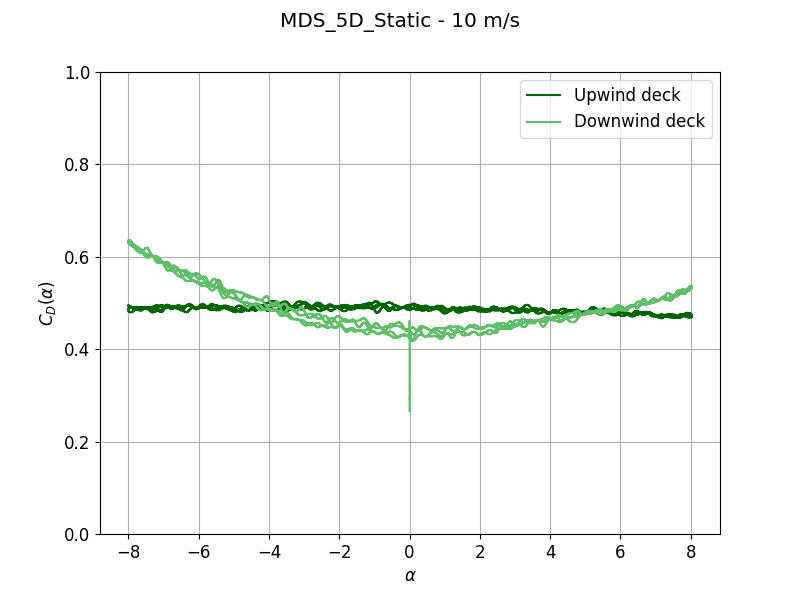 MDS_5D_Static - 10 m/s
Upwind deck
Downwind deck
1.0
0.8
0.6
0.4
0.2
0.0
C_D(α)
−8 −6 −4 −2 0 2 4 6 8
α